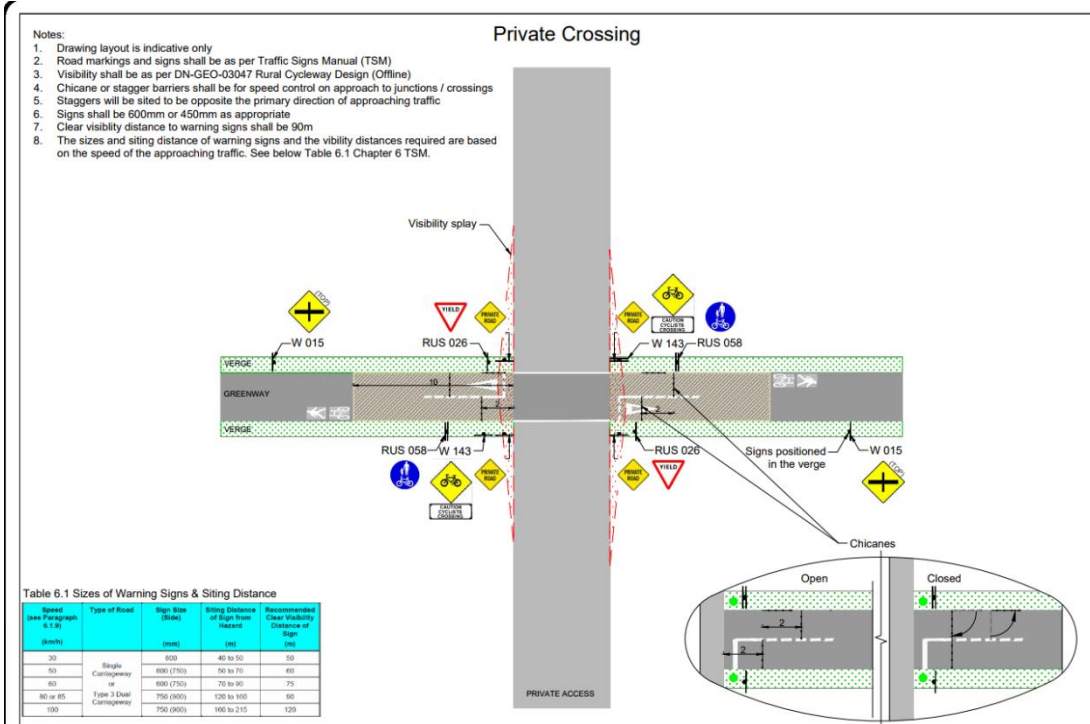 Private Crossing
Notes:
1. Drawing layout is indicative only
2. Road markings and signs shall be as per Traffic Signs Manual (TSM)
3. Visibility shall be as per DN-GEO-03047 Rural Cycleway Design (Offline)
4. Chicane or stagger barriers shall be for speed control on approach to junctions / crossings
5. Staggers will be sited to be opposite the primary direction of approaching traffic
6. Signs shall be 600mm or 450mm as appropriate
7. Clear visiblity distance to warning signs shall be 90m
8. The sizes and siting distance of warning signs and the vibility distances required are based
on the speed of the approaching traffic. See below Table 6.1 Chapter 6 TSM.
Visibility splay
(TOP)
YIELD
PRIVATE ROAD
PRIVATE ROAD
CAUTION
CYCLISTS
CROSSING
W 015
RUS 026
W 143
RUS 058
VERGE
GREENWAY
10
2
2
VERGE
RUS 058
W 143
RUS 026
Signs positioned
in the verge
W 015
PRIVATE ROAD
PRIVATE ROAD
YIELD
(TOP)
CAUTION
CYCLISTS
CROSSING
Chicanes
Open
Closed
2
2
PRIVATE ACCESS
Table 6.1 Sizes of Warning Signs & Siting Distance
Speed (see Paragraph 6.1.9) (km/h) Type of Road Sign Size (Side) (mm) Siting Distance of Sign from Hazard (m) Recommended Clear Visibility Distance of Sign (m)
Single Carriageway or Type 3 Dual Carriageway
30 600 40 to 50 50
50 600 (750) 50 to 70 60
60 600 (750) 70 to 90 75
80 or 85 750 (900) 120 to 160 90
100 750 (900) 160 to 215 120